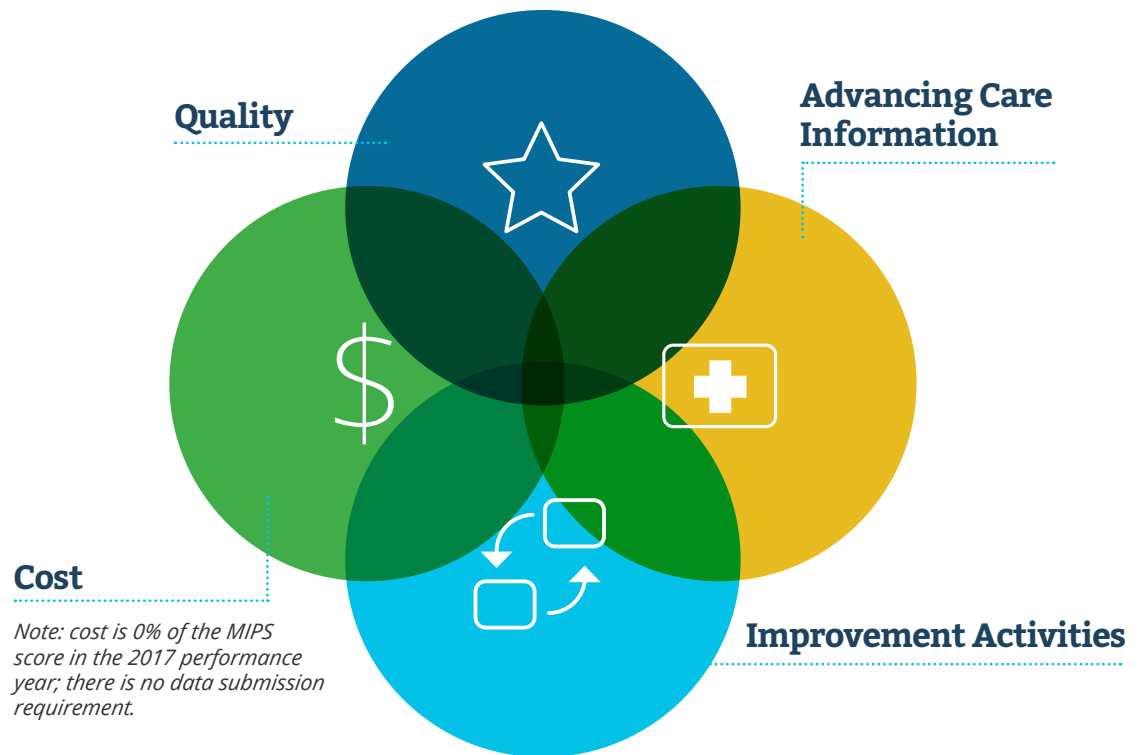 Quality
Advancing Care
Information
$
Cost
Note: cost is 0% of the MIPS
score in the 2017 performance
year; there is no data submission
requirement.
Improvement Activities